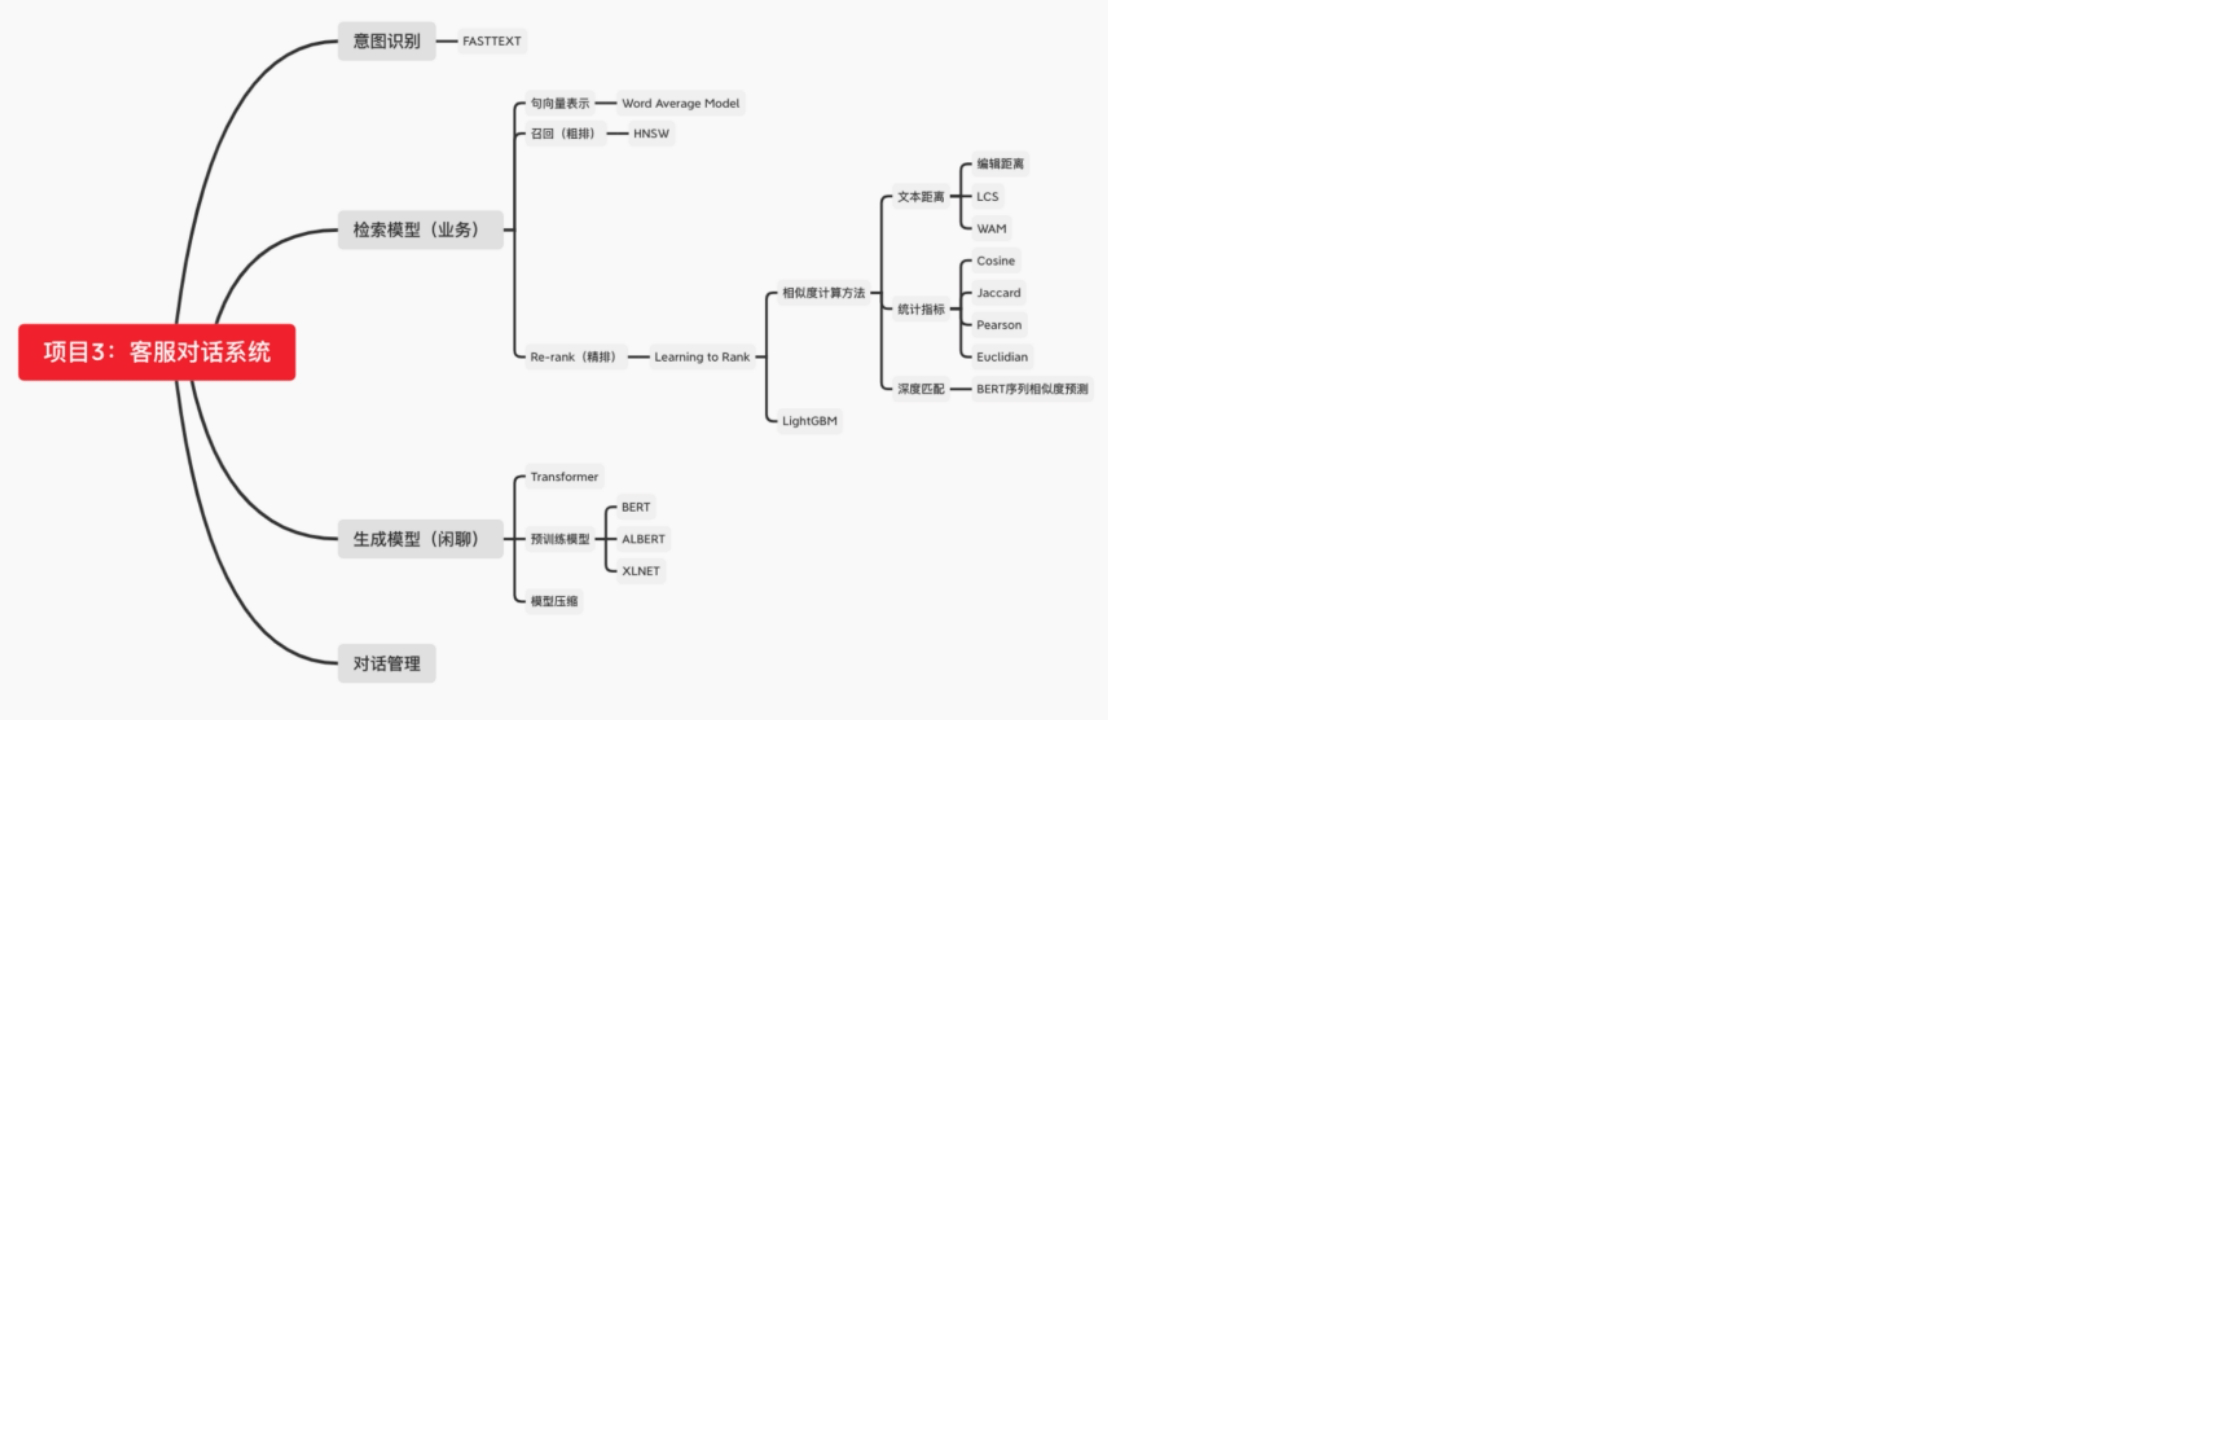 意图识别
FASTTEXT
句向量表示
Word Average Model
召回（粗排）
HNSW
编辑距离
文本距离
LCS
WAM
检索模型（业务）
Cosine
相似度计算方法
Jaccard
统计指标
Pearson
项目3：客服对话系统
Re-rank（精排）
Learning to Rank
Euclidian
深度匹配
BERT序列相似度预测
LightGBM
Transformer
BERT
生成模型（闲聊）
预训练模型
ALBERT
XLNET
模型压缩
对话管理